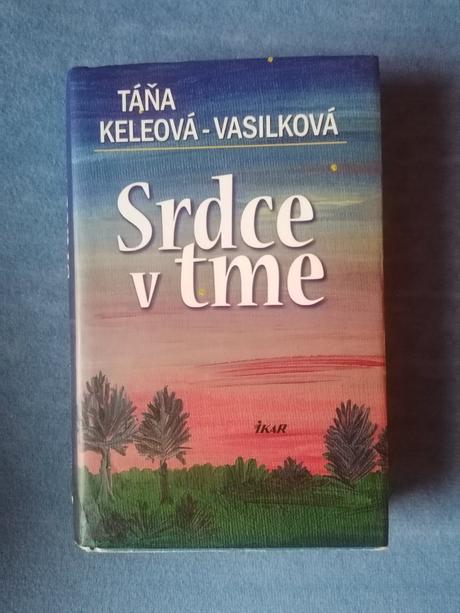 TÁŇA
KELEOVÁ-VASILKOVÁ
Srdce
v tme
IKAR